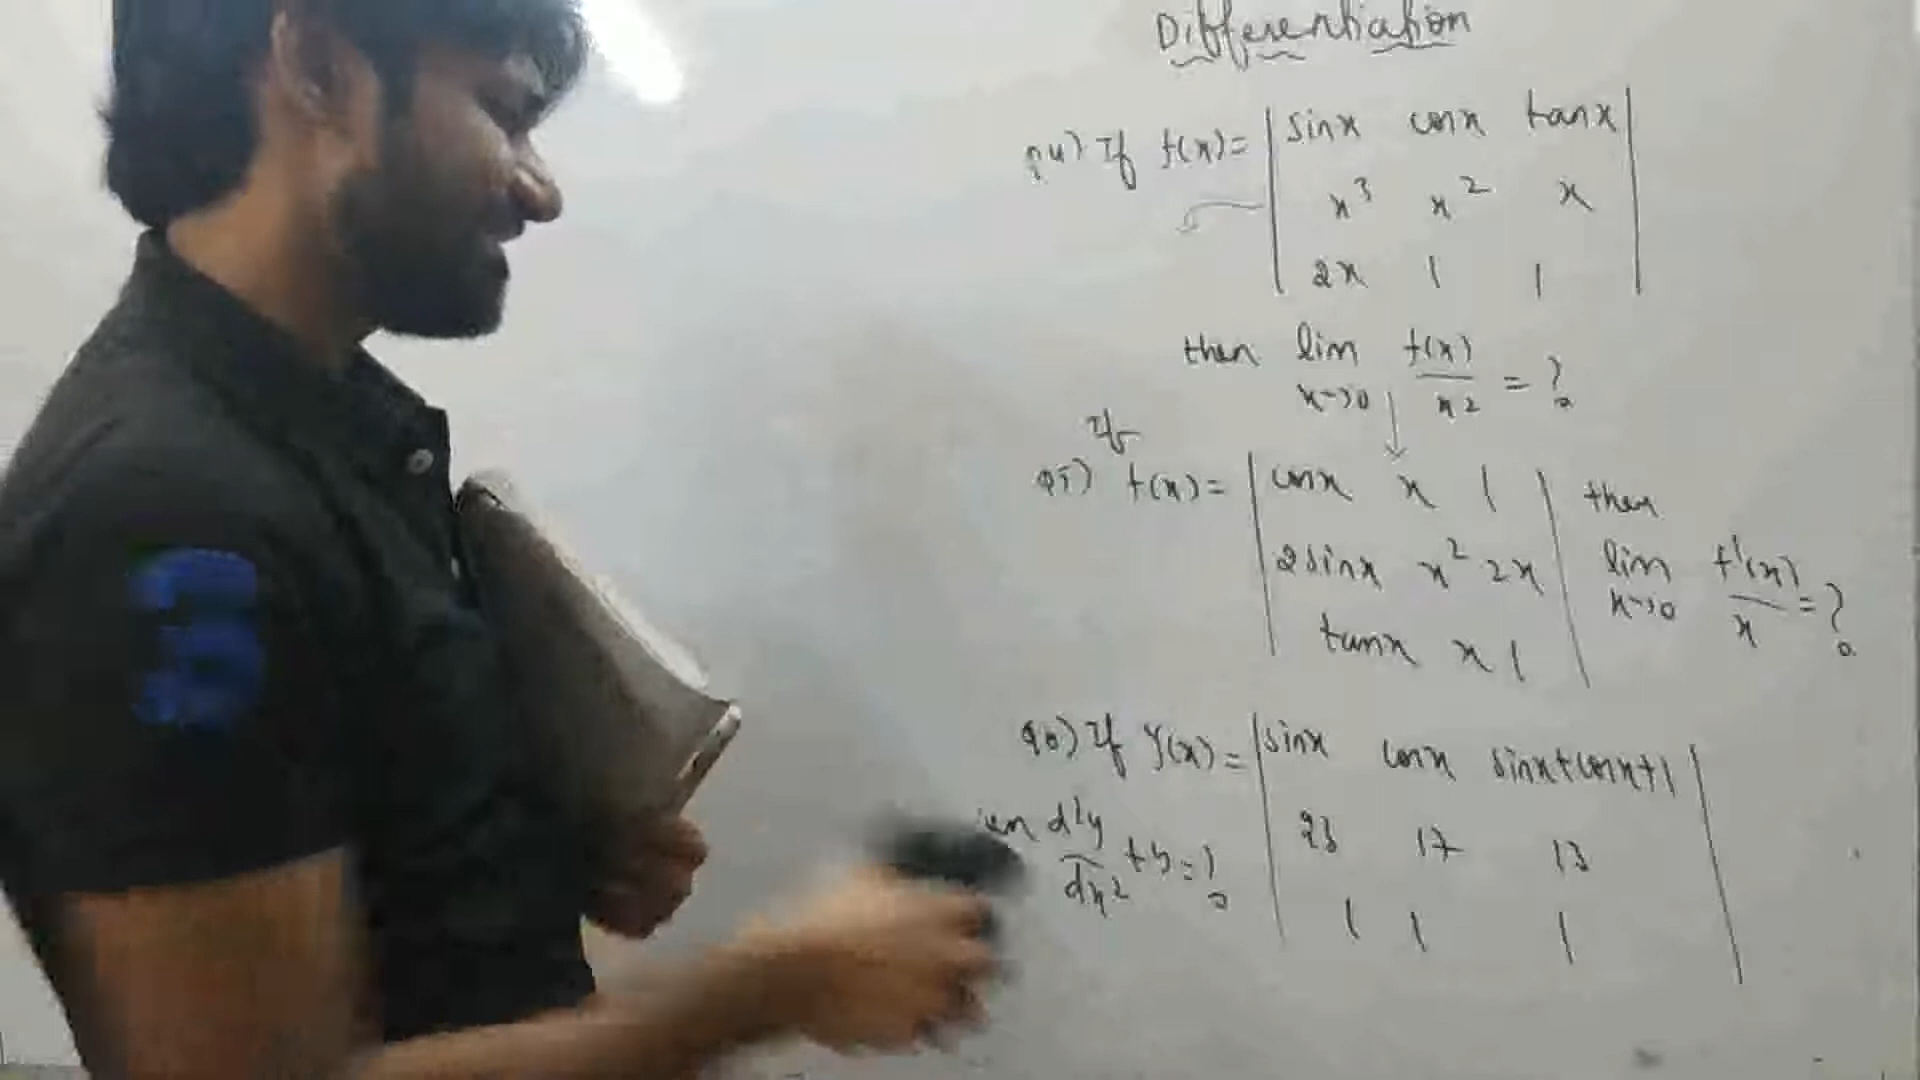 Differentiation
Q4) If f(x) = | sinx cosx tanx |
x³ x² x
2x 1 1
then lim x->0 f(x)/x2 = ?
If
Q5) f(x) = | cosx x 1 | then
2sinx x² 2x lim x->0 f'(x)/x = ?
tanx x 1
Q6) If y(x) = | sinx cosx sinx+cosx+1 |
23 17 13
d²y/dx2 + y = ?
1 1 1